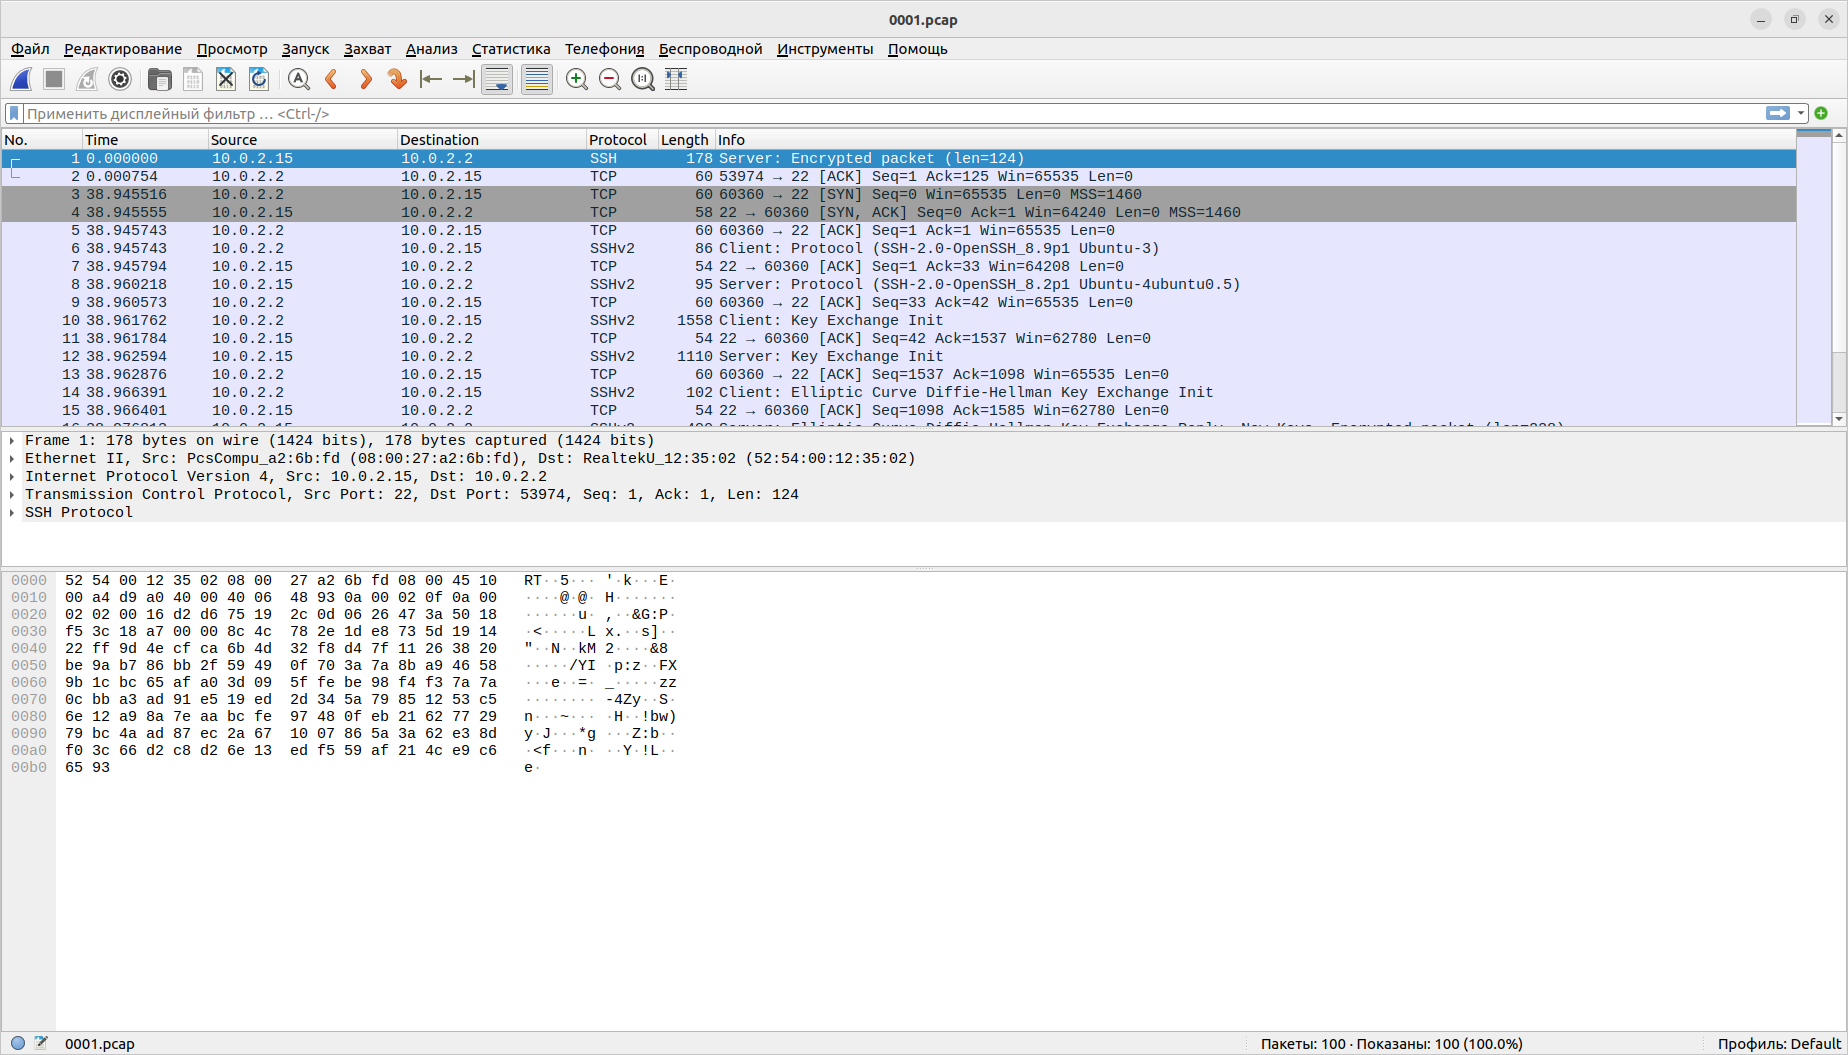 0001.pcap
Файл Редактирование Просмотр Запуск Захват Анализ Статистика Телефония Беспроводной Инструменты Помощь
Применить дисплейный фильтр ... <Ctrl-/>
No. Time Source Destination Protocol Length Info
1 0.000000 10.0.2.15 10.0.2.2 SSH 178 Server: Encrypted packet (len=124)
2 0.000754 10.0.2.2 10.0.2.15 TCP 60 53974 → 22 [ACK] Seq=1 Ack=125 Win=65535 Len=0
3 38.945516 10.0.2.2 10.0.2.15 TCP 60 60360 → 22 [SYN] Seq=0 Win=65535 Len=0 MSS=1460
4 38.945555 10.0.2.15 10.0.2.2 TCP 58 22 → 60360 [SYN, ACK] Seq=0 Ack=1 Win=64240 Len=0 MSS=1460
5 38.945743 10.0.2.2 10.0.2.15 TCP 60 60360 → 22 [ACK] Seq=1 Ack=1 Win=65535 Len=0
6 38.945743 10.0.2.2 10.0.2.15 SSHv2 86 Client: Protocol (SSH-2.0-OpenSSH_8.9p1 Ubuntu-3)
7 38.945794 10.0.2.15 10.0.2.2 TCP 54 22 → 60360 [ACK] Seq=1 Ack=33 Win=64208 Len=0
8 38.960218 10.0.2.15 10.0.2.2 SSHv2 95 Server: Protocol (SSH-2.0-OpenSSH_8.2p1 Ubuntu-4ubuntu0.5)
9 38.960573 10.0.2.2 10.0.2.15 TCP 60 60360 → 22 [ACK] Seq=33 Ack=42 Win=65535 Len=0
10 38.961762 10.0.2.2 10.0.2.15 SSHv2 1558 Client: Key Exchange Init
11 38.961784 10.0.2.15 10.0.2.2 TCP 54 22 → 60360 [ACK] Seq=42 Ack=1537 Win=62780 Len=0
12 38.962594 10.0.2.15 10.0.2.2 SSHv2 1110 Server: Key Exchange Init
13 38.962876 10.0.2.2 10.0.2.15 TCP 60 60360 → 22 [ACK] Seq=1537 Ack=1098 Win=65535 Len=0
14 38.966391 10.0.2.2 10.0.2.15 SSHv2 102 Client: Elliptic Curve Diffie-Hellman Key Exchange Init
15 38.966401 10.0.2.15 10.0.2.2 TCP 54 22 → 60360 [ACK] Seq=1098 Ack=1585 Win=62780 Len=0
Frame 1: 178 bytes on wire (1424 bits), 178 bytes captured (1424 bits)
Ethernet II, Src: PcsCompu_a2:6b:fd (08:00:27:a2:6b:fd), Dst: RealtekU_12:35:02 (52:54:00:12:35:02)
Internet Protocol Version 4, Src: 10.0.2.15, Dst: 10.0.2.2
Transmission Control Protocol, Src Port: 22, Dst Port: 53974, Seq: 1, Ack: 1, Len: 124
SSH Protocol
0000 52 54 00 12 35 02 08 00 27 a2 6b fd 08 00 45 10 RT··5··· '·k···E·
0010 00 a4 d9 a0 40 00 40 06 48 93 0a 00 02 0f 0a 00 ····@·@· H·······
0020 02 02 00 16 d2 d6 75 19 2c 0d 06 26 47 3a 50 18 ······u· ,··&G:P·
0030 f5 3c 18 a7 00 00 8c 4c 78 2e 1d e8 73 5d 19 14 ·<·····L x.··s]··
0040 22 ff 9d 4e cf ca 6b 4d 32 f8 d4 7f 11 26 38 20 "··N··kM 2····&8
0050 be 9a b7 86 bb 2f 59 49 0f 70 3a 7a 8b a9 46 58 ·····/YI ·p:z··FX
0060 9b 1c bc 65 af a0 3d 09 5f fe be 98 f4 f3 7a 7a ···e··=· _·····zz
0070 0c bb a3 ad 91 e5 19 ed 2d 34 5a 79 85 12 53 c5 ········ -4Zy··S·
0080 6e 12 a9 8a 7e aa bc fe 97 48 0f eb 21 62 77 29 n···~··· ·H··!bw)
0090 79 bc 4a ad 87 ec 2a 67 10 07 86 5a 3a 62 e3 8d y·J···*g ···Z:b··
00a0 f0 3c 66 d2 c8 d2 6e 13 ed f5 59 af 21 4c e9 c6 ·<f···n· ··Y·!L··
00b0 65 93 e·
0001.pcap Пакеты: 100 · Показаны: 100 (100.0%) Профиль: Default